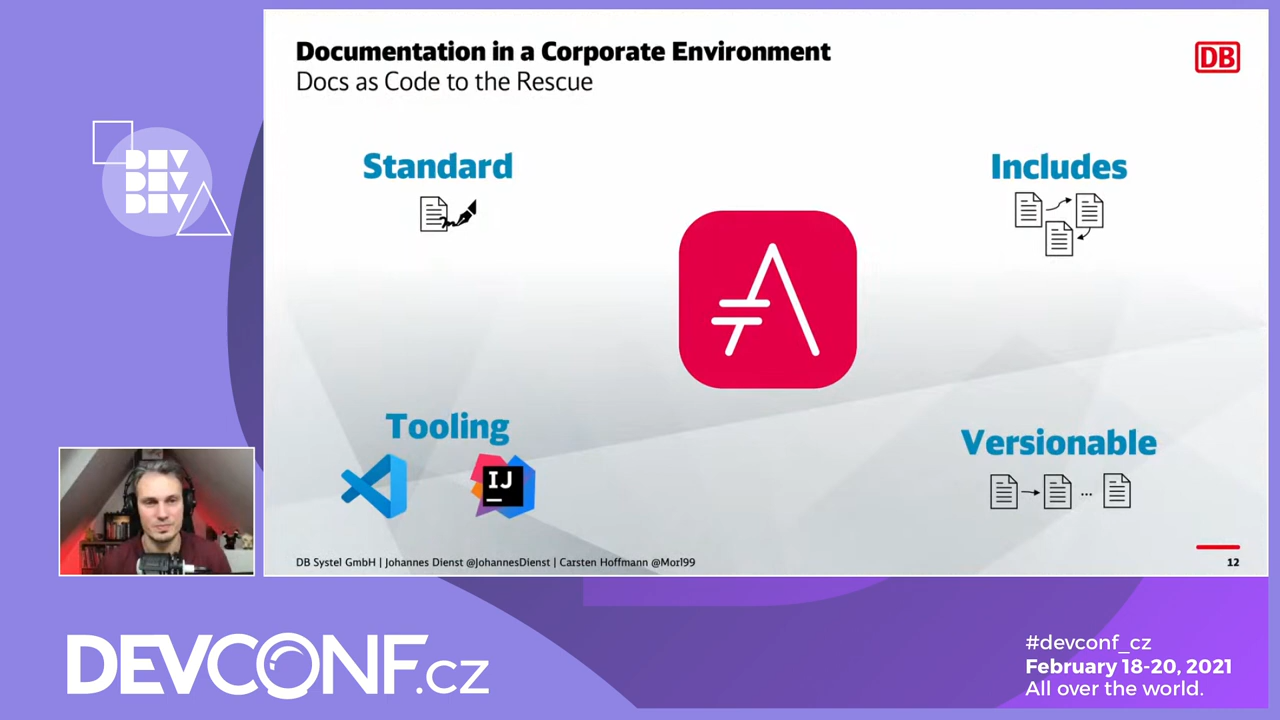 Documentation in a Corporate Environment
Docs as Code to the Rescue
DB
DEV
DEV
DEV
Standard
Includes
Tooling
IJ
Versionable
...
DB Systel GmbH | Johannes Dienst @JohannesDienst | Carsten Hoffmann @Mor199
12
DEVCONF.cz
#devconf_cz
February 18-20, 2021
All over the world.